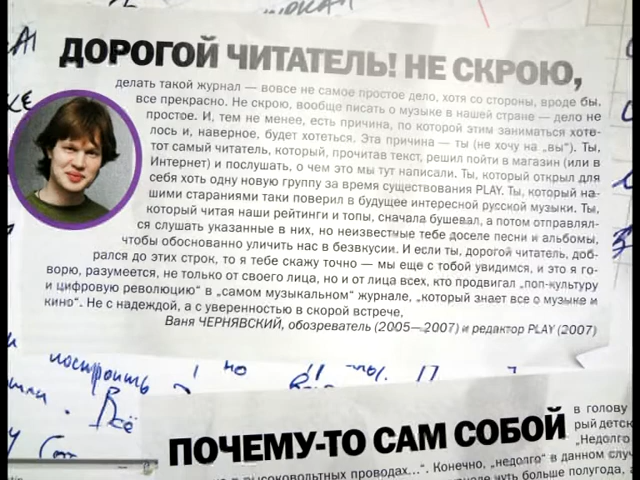 ДОРОГОЙ ЧИТАТЕЛЬ! НЕ СКРОЮ,
делать такой журнал — вовсе не самое простое дело, хотя со стороны, вроде бы,
все прекрасно. Не скрою, вообще писать о музыке в нашей стране — дело не
простое. И, тем не менее, есть причина, по которой этим заниматься хоте-
лось и, наверное, будет хотеться. Эта причина — ты (не хочу на „вы“). Ты,
тот самый читатель, который, прочитав текст, решил пойти в магазин (или в
Интернет) и послушать, о чем это мы тут написали. Ты, который открыл для
себя хоть одну новую группу за время существования PLAY. Ты, который на-
шими стараниями таки поверил в будущее интересной русской музыки. Ты,
который читая наши рейтинги и топы, сначала бушевал, а потом отправлял-
ся слушать указанные в них, но неизвестные тебе доселе песни и альбомы,
чтобы обоснованно уличить нас в безвкусии. И если ты, дорогой читатель, доб-
рался до этих строк, то я тебе скажу точно — мы еще с тобой увидимся, и это я го-
ворю, разумеется, не только от своего лица, но и от лица всех, кто продвигал „поп-культуру
и цифровую революцию“ в „самом музыкальном“ журнале, „который знает все о музыке и
кино“. Не с надеждой, а с уверенностью в скорой встрече,
Ваня ЧЕРНЯВСКИЙ, обозреватель (2005—2007) и редактор PLAY (2007)
построить но
Всё
ПОЧЕМУ-ТО САМ СОБОЙ
в голову
рый детск
„Недолго
высоковольтных проводах...“. Конечно, „недолго“ в данном случ
чуть больше полугода, а